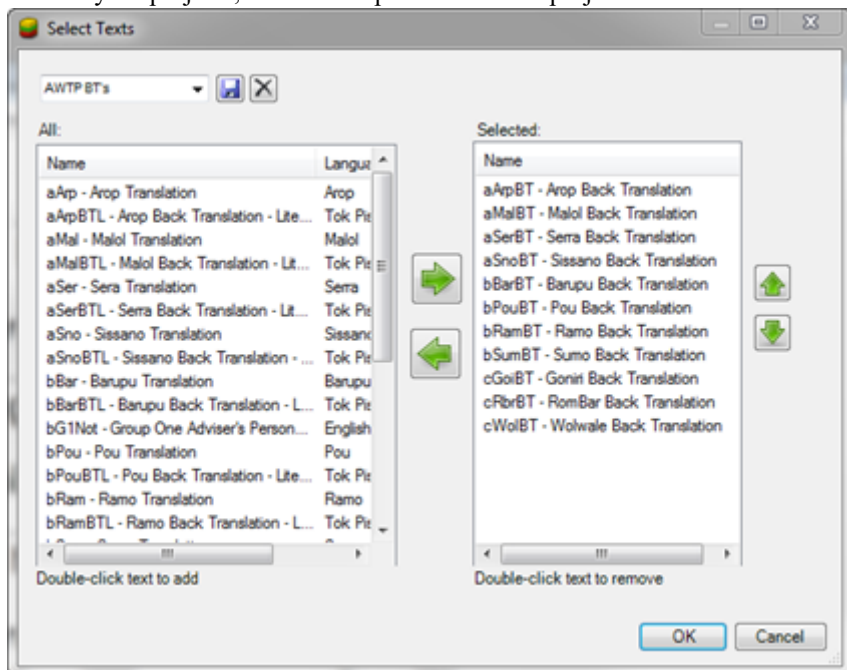 Select Texts
AWTP BT's
All:
Name Langua
aArp - Arop Translation Arop
aArpBTL - Arop Back Translation - Lite... Tok Pis
aMal - Malol Translation Malol
aMalBTL - Malol Back Translation - Lit... Tok Pis
aSer - Sera Translation Serra
aSerBTL - Serra Back Translation - Lit... Tok Pis
aSno - Sissano Translation Sissano
aSnoBTL - Sissano Back Translation - ... Tok Pis
bBar - Barupu Translation Barupu
bBarBTL - Barupu Back Translation - L... Tok Pis
bG1Not - Group One Adviser's Person... English
bPou - Pou Translation Pou
bPouBTL - Pou Back Translation - Lite... Tok Pis
bRam - Ramo Translation Ramo
bRamBTL - Ramo Back Translation - L... Tok Pis
Double-click text to add
Selected:
Name
aArpBT - Arop Back Translation
aMalBT - Malol Back Translation
aSerBT - Serra Back Translation
aSnoBT - Sissano Back Translation
bBarBT - Barupu Back Translation
bPouBT - Pou Back Translation
bRamBT - Ramo Back Translation
bSumBT - Sumo Back Translation
cGoiBT - Goniri Back Translation
cRbrBT - RomBar Back Translation
cWolBT - Wolwale Back Translation
Double-click text to remove
OK Cancel